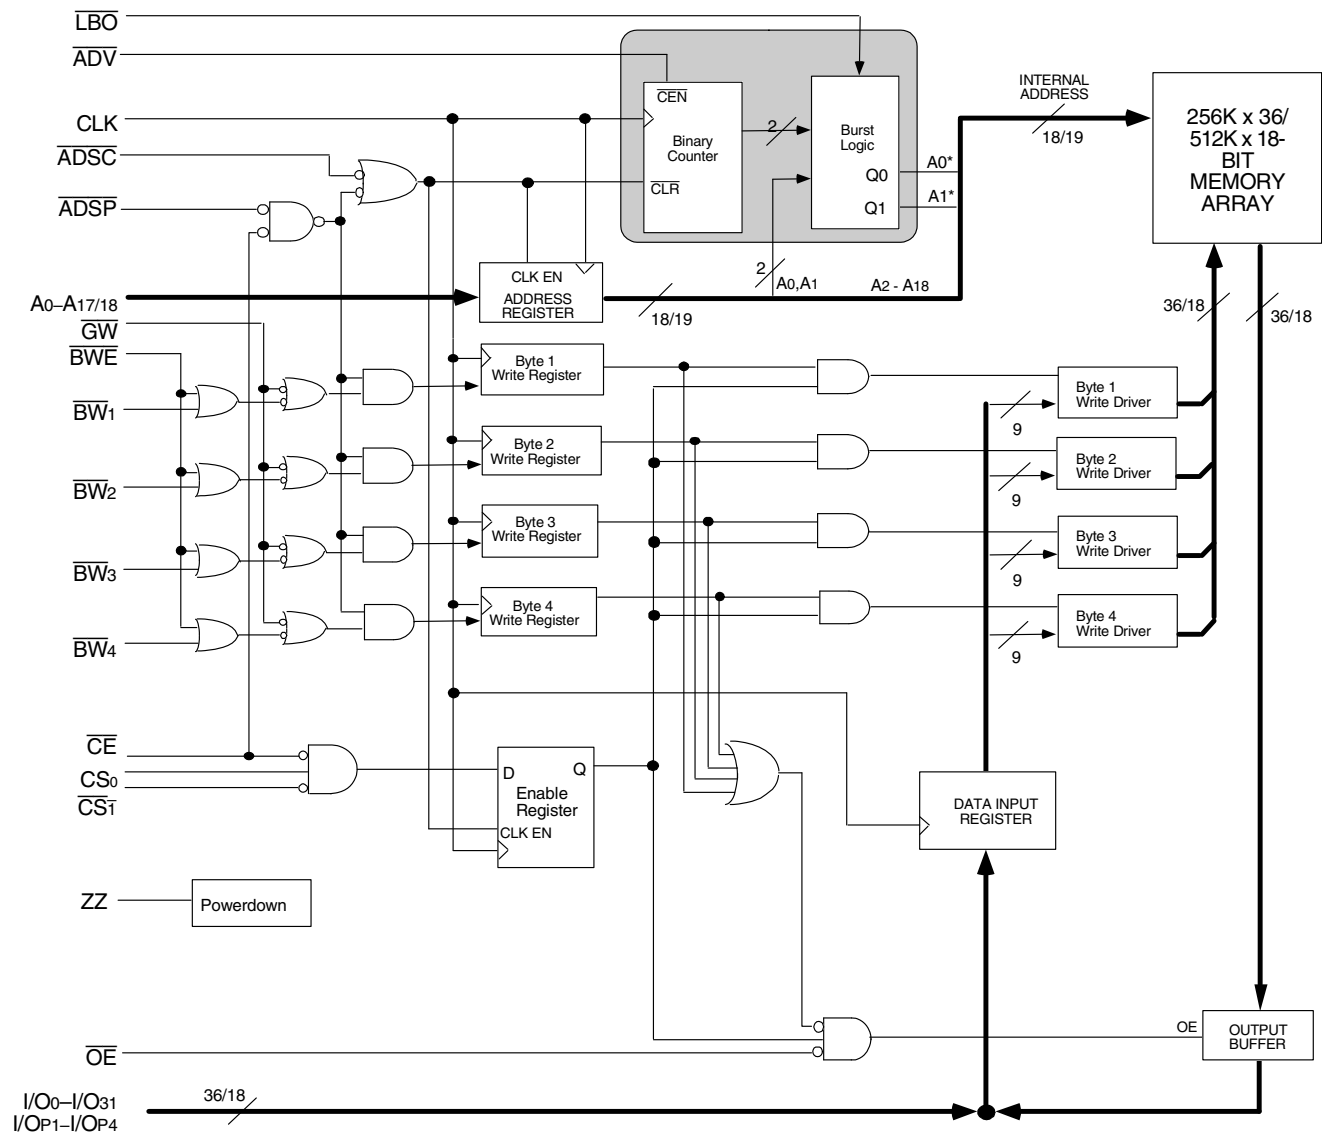 LBO
ADV
CLK
ADSC
ADSP
A0–A17/18
GW
BWE
BW1
BW2
BW3
BW4
CE
CS0
CS1
ZZ
Powerdown
OE
I/O0–I/O31
I/OP1–I/OP4
36/18
CEN
Binary
Counter
CLR
2
Burst
Logic
Q0
Q1
A0*
A1*
2
A0,A1
A2 - A18
INTERNAL
ADDRESS
18/19
256K x 36/
512K x 18-
BIT
MEMORY
ARRAY
CLK EN
ADDRESS
REGISTER
18/19
36/18
36/18
Byte 1
Write Register
Byte 2
Write Register
Byte 3
Write Register
Byte 4
Write Register
9
Byte 1
Write Driver
9
Byte 2
Write Driver
9
Byte 3
Write Driver
9
Byte 4
Write Driver
D
Q
Enable
Register
CLK EN
DATA INPUT
REGISTER
OE
OUTPUT
BUFFER